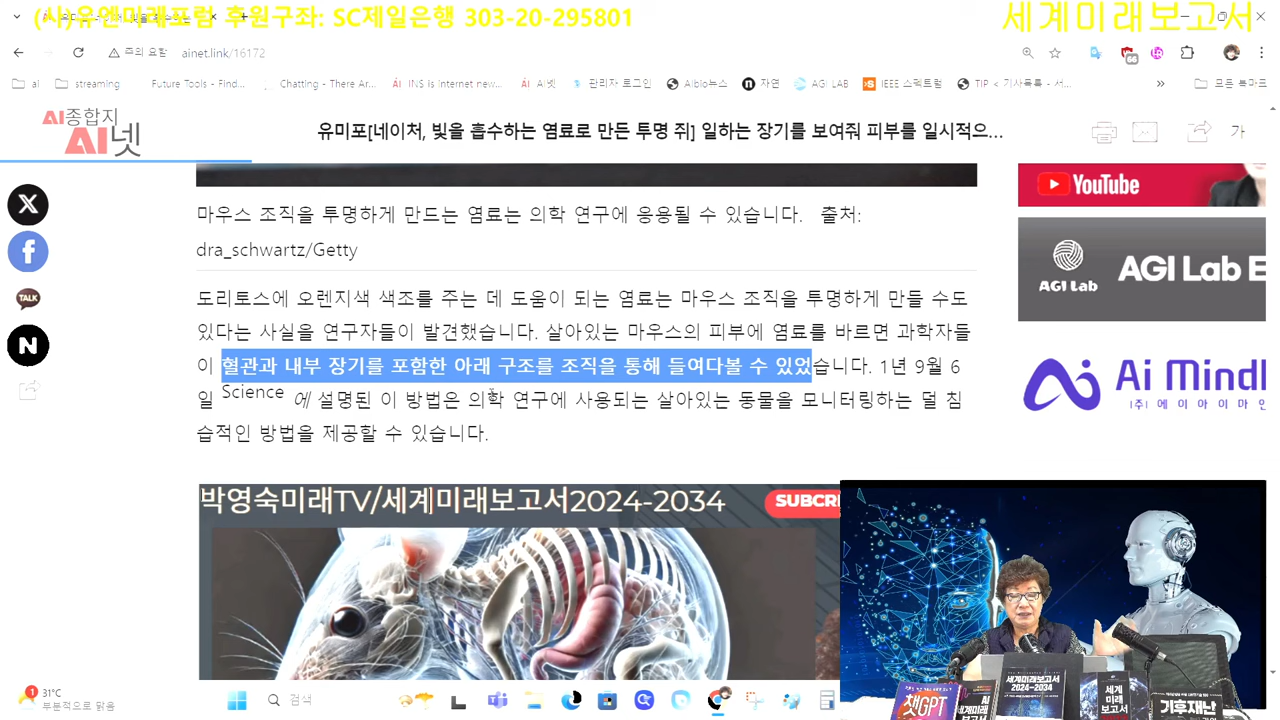 (사)유엔미래포럼 후원구좌: SC제일은행 303-20-295801
세계미래보고서
주의 요함
ainet.link/16172
ai
streaming
Future Tools - Find...
Chatting - There Ar...
INS is internet new...
AI넷
관리자 로그인
Aibio뉴스
자연
AGI LAB
IEEE 스펙트럼
TIP < 기사목록 - 서...
»
모든 북마크
AI종합지
AI넷
유미포[네이처, 빛을 흡수하는 염료로 만든 투명 쥐] 일하는 장기를 보여줘 피부를 일시적으...
가
마우스 조직을 투명하게 만드는 염료는 의학 연구에 응용될 수 있습니다. 출처:
dra_schwartz/Getty
도리토스에 오렌지색 색조를 주는 데 도움이 되는 염료는 마우스 조직을 투명하게 만들 수도
있다는 사실을 연구자들이 발견했습니다. 살아있는 마우스의 피부에 염료를 바르면 과학자들
이 혈관과 내부 장기를 포함한 아래 구조를 조직을 통해 들여다볼 수 있었습니다. 1년 9월 6
일 Science 에 설명된 이 방법은 의학 연구에 사용되는 살아있는 동물을 모니터링하는 덜 침
습적인 방법을 제공할 수 있습니다.
TALK
N
YouTube
AGI Lab
AGI Lab E
Ai Mindl
(주) 에 이 아 이 마 인
박영숙미래TV/세계미래보고서2024-2034
SUBCRI
세계미래보고서
2024-2034
챗GPT
세계
미래
보고서
기후재난
1
31°C
부분적으로 맑음
검색